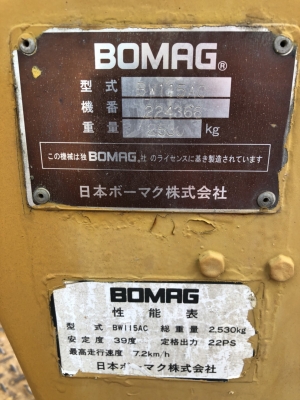 BOMAG®
型式
機番
重量 kg
この機械は独BOMAG社のライセンスに基き製造されています
日本ボーマク株式会社
BOMAG
性能表
型式 BW115AC 総重量 2,530kg
安定度 39度 定格出力 22PS
最高走行速度 7.2km/h
日本ボーマク株式会社